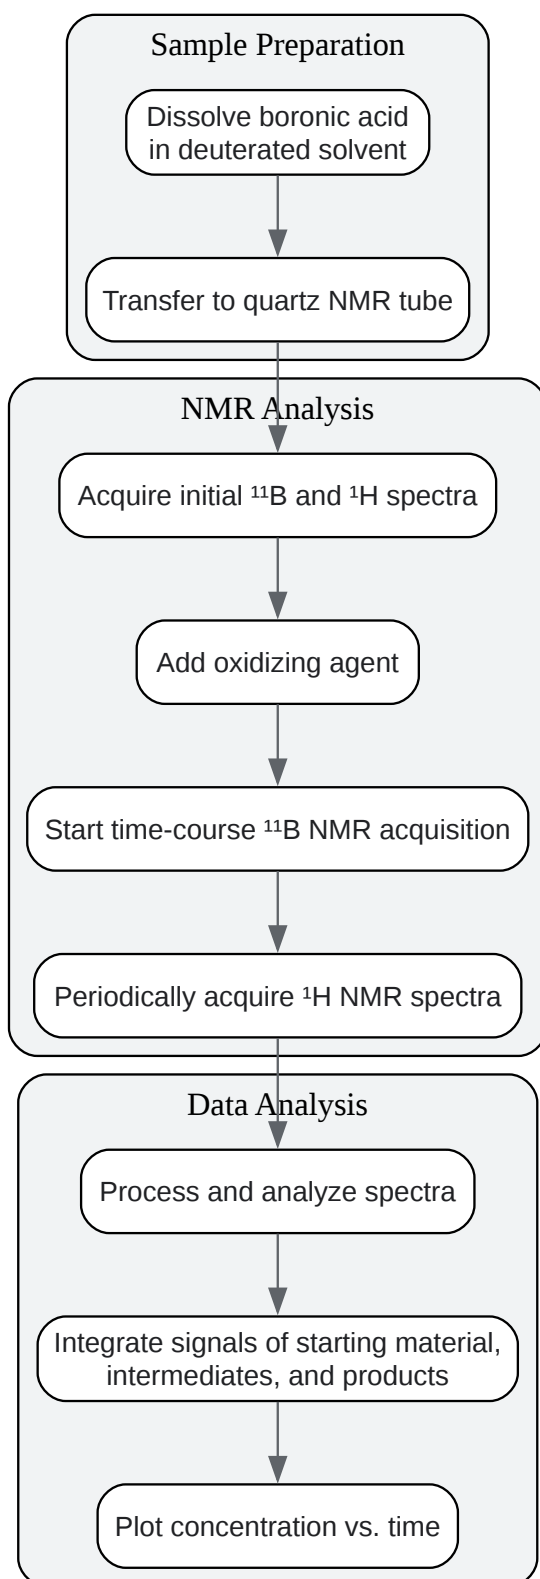 Sample Preparation
Dissolve boronic acid
in deuterated solvent
Transfer to quartz NMR tube
NMR Analysis
Acquire initial ¹¹B and ¹H spectra
Add oxidizing agent
Start time-course ¹¹B NMR acquisition
Periodically acquire ¹H NMR spectra
Data Analysis
Process and analyze spectra
Integrate signals of starting material,
intermediates, and products
Plot concentration vs. time